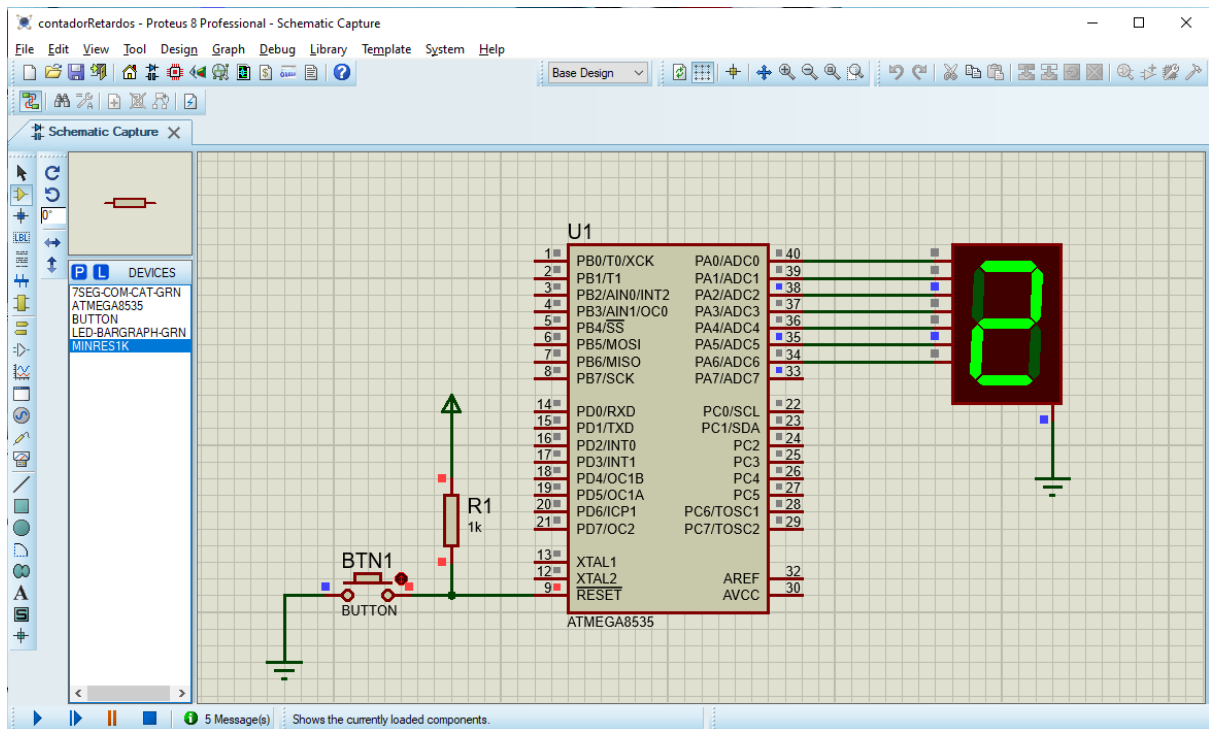 contadorRetardos - Proteus 8 Professional - Schematic Capture
File Edit View Tool Design Graph Debug Library Template System Help
Base Design
Schematic Capture
0°
P L DEVICES
7SEG-COM-CAT-GRN
ATMEGA8535
BUTTON
LED-BARGRAPH-GRN
MINRES1K
U1
1 PB0/T0/XCK PA0/ADC0 40
2 PB1/T1 PA1/ADC1 39
3 PB2/AIN0/INT2 PA2/ADC2 38
4 PB3/AIN1/OC0 PA3/ADC3 37
5 PB4/SS PA4/ADC4 36
6 PB5/MOSI PA5/ADC5 35
7 PB6/MISO PA6/ADC6 34
8 PB7/SCK PA7/ADC7 33
14 PD0/RXD PC0/SCL 22
15 PD1/TXD PC1/SDA 23
16 PD2/INT0 PC2 24
17 PD3/INT1 PC3 25
18 PD4/OC1B PC4 26
19 PD5/OC1A PC5 27
20 PD6/ICP1 PC6/TOSC1 28
21 PD7/OC2 PC7/TOSC2 29
13 XTAL1
12 XTAL2 AREF 32
9 RESET AVCC 30
ATMEGA8535
2
R1
1k
BTN1
BUTTON
5 Message(s) Shows the currently loaded components.